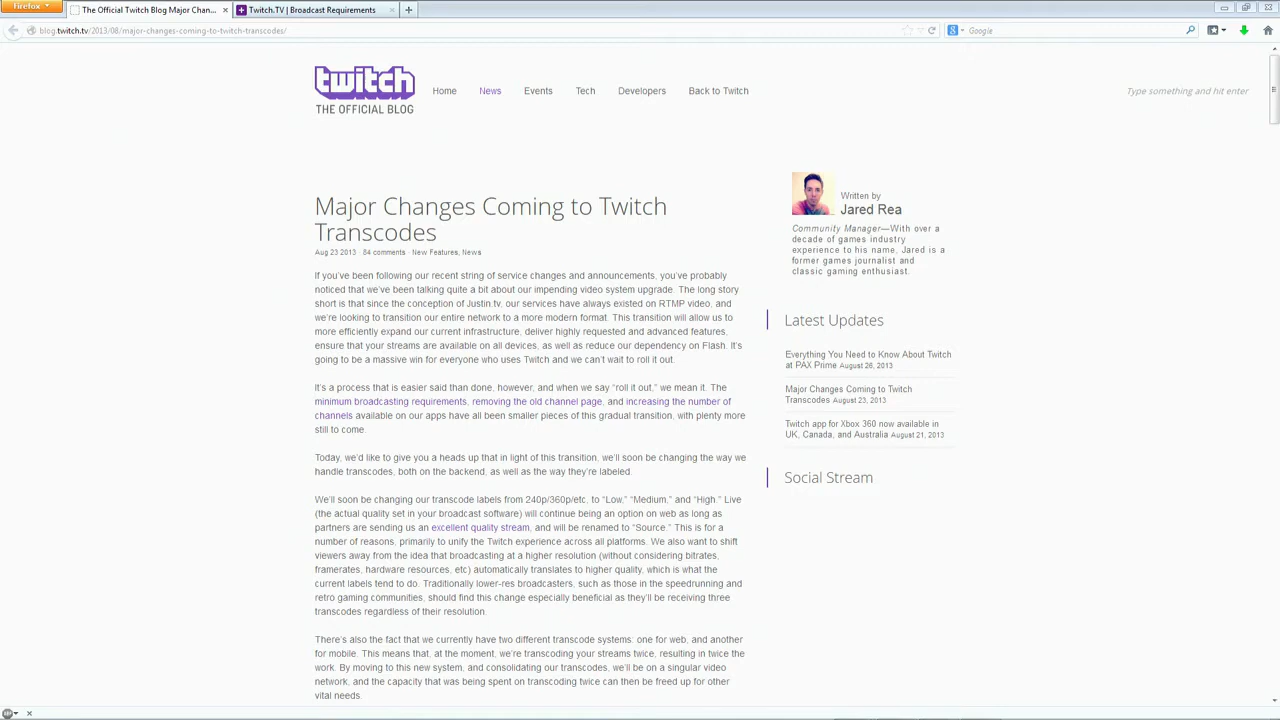 Firefox
The Official Twitch Blog Major Chan...
Twitch.TV | Broadcast Requirements
blog.twitch.tv/2013/08/major-changes-coming-to-twitch-transcodes/
Google
twitch
THE OFFICIAL BLOG
Home
News
Events
Tech
Developers
Back to Twitch
Type something and hit enter
Major Changes Coming to Twitch
Transcodes
Aug 23 2013 84 comments New Features, News
If you've been following our recent string of service changes and announcements, you've probably
noticed that we've been talking quite a bit about our impending video system upgrade. The long story
short is that since the conception of Justin.tv, our services have always existed on RTMP video, and
we're looking to transition our entire network to a more modern format. This transition will allow us to
more efficiently expand our current infrastructure, deliver highly requested and advanced features,
ensure that your streams are available on all devices, as well as reduce our dependency on Flash. It's
going to be a massive win for everyone who uses Twitch and we can't wait to roll it out.
It's a process that is easier said than done, however, and when we say “roll it out,” we mean it. The
minimum broadcasting requirements, removing the old channel page, and increasing the number of
channels available on our apps have all been smaller pieces of this gradual transition, with plenty more
still to come.
Today, we'd like to give you a heads up that in light of this transition, we'll soon be changing the way we
handle transcodes, both on the backend, as well as the way they're labeled.
We'll soon be changing our transcode labels from 240p/360p/etc. to “Low,” “Medium,” and “High.” Live
(the actual quality set in your broadcast software) will continue being an option on web as long as
partners are sending us an excellent quality stream, and will be renamed to “Source.” This is for a
number of reasons, primarily to unify the Twitch experience across all platforms. We also want to shift
viewers away from the idea that broadcasting at a higher resolution (without considering bitrates,
framerates, hardware resources, etc) automatically translates to higher quality, which is what the
current labels tend to do. Traditionally lower-res broadcasters, such as those in the speedrunning and
retro gaming communities, should find this change especially beneficial as they'll be receiving three
transcodes regardless of their resolution.
There's also the fact that we currently have two different transcode systems: one for web, and another
for mobile. This means that, at the moment, we're transcoding your streams twice, resulting in twice the
work. By moving to this new system, and consolidating our transcodes, we'll be on a singular video
network, and the capacity that was being spent on transcoding twice can then be freed up for other
vital needs.
Written by
Jared Rea
Community Manager—With over a
decade of games industry
experience to his name, Jared is a
former games journalist and
classic gaming enthusiast.
Latest Updates
Everything You Need to Know About Twitch
at PAX Prime August 26, 2013
Major Changes Coming to Twitch
Transcodes August 23, 2013
Twitch app for Xbox 360 now available in
UK, Canada, and Australia August 21, 2013
Social Stream